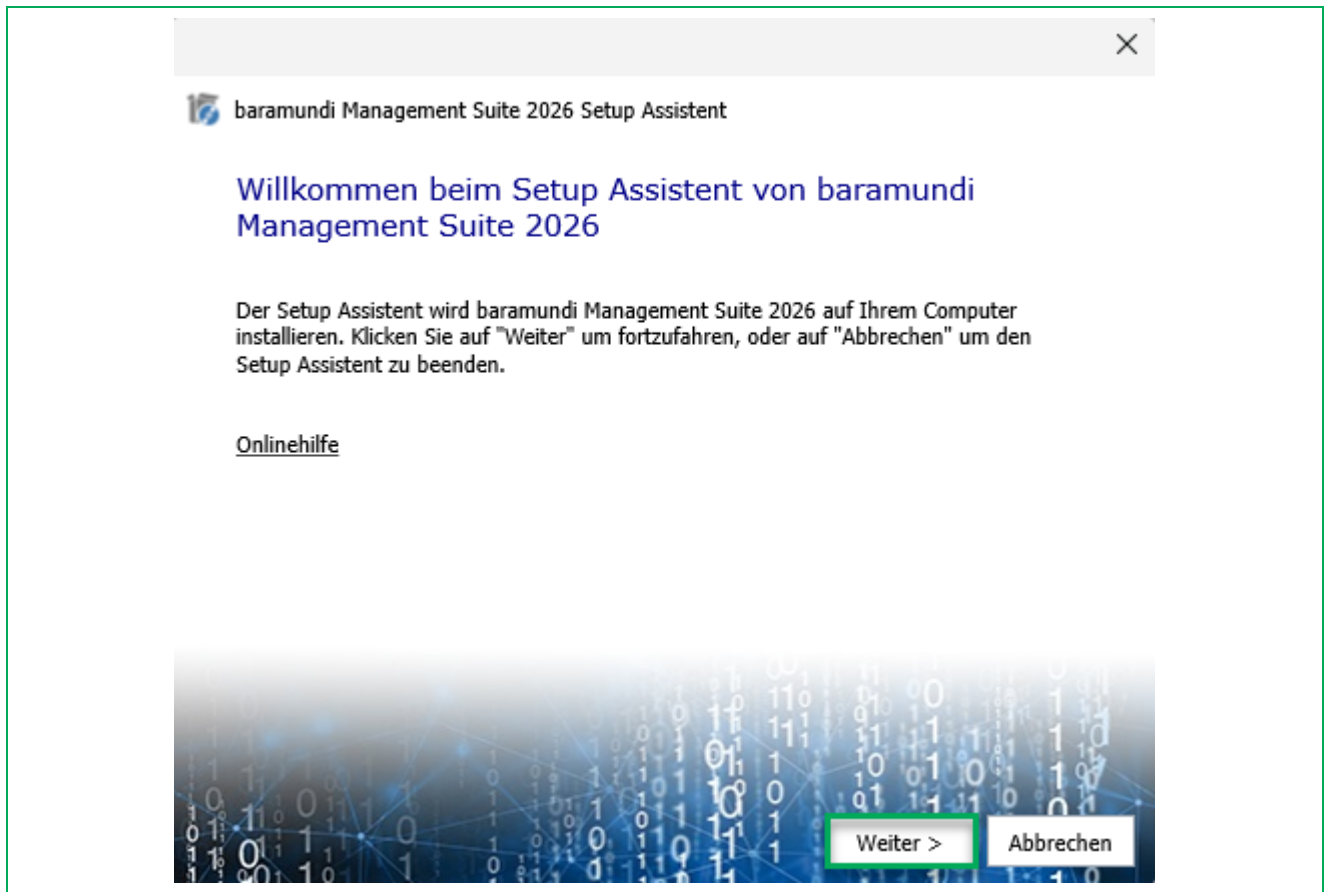 baramundi Management Suite 2026 Setup Assistent
Willkommen beim Setup Assistent von baramundi
Management Suite 2026
Der Setup Assistent wird baramundi Management Suite 2026 auf Ihrem Computer
installieren. Klicken Sie auf "Weiter" um fortzufahren, oder auf "Abbrechen" um den
Setup Assistent zu beenden.
Onlinehilfe
Weiter >
Abbrechen